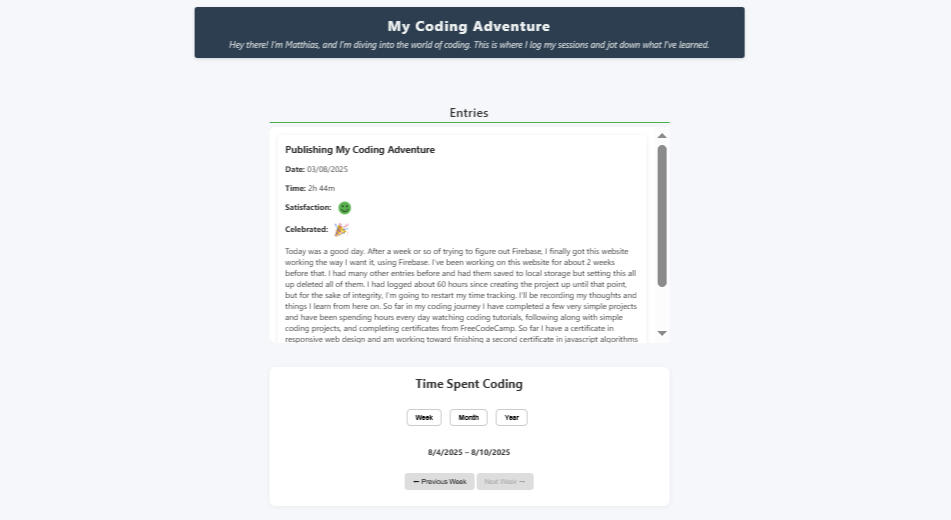 My Coding Adventure
Hey there! I'm Matthias, and I'm diving into the world of coding. This is where I log my sessions and jot down what I've learned.
Entries
Publishing My Coding Adventure
Date: 03/08/2025
Time: 2h 44m
Satisfaction:
Celebrated:
Today was a good day. After a week or so of trying to figure out Firebase, I finally got this website
working the way I want it, using Firebase. I've been working on this website for about 2 weeks
before that. I had many other entries before and had them saved to local storage but setting this all
up deleted all of them. I had logged about 60 hours since creating the project up until that point,
but for the sake of integrity, I'm going to restart my time tracking. I'll be recording my thoughts and
things I learn from here on. So far in my coding journey I have completed a few very simple projects
and have been spending hours every day watching coding tutorials, following along with simple
coding projects, and completing certificates from FreeCodeCamp. So far I have a certificate in
responsive web design and am working toward finishing a second certificate in javascript algorithms
Time Spent Coding
Week Month Year
8/4/2025 – 8/10/2025
← Previous Week Next Week →